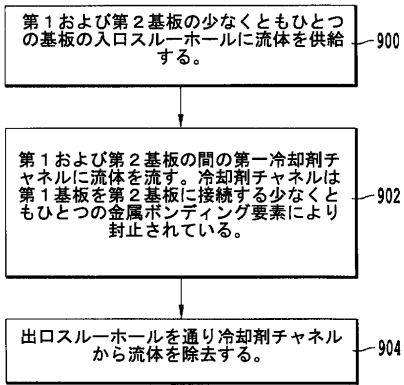 第１および第２基板の少なくともひとつ
の基板の入口スルーホールに流体を供給
する。
900
第１および第２基板の間の第一冷却剤チ
ャネルに流体を流す。冷却剤チャネルは
第１基板を第２基板に接続する少なくと
もひとつの金属ボンディング要素により
封止されている。
902
出口スルーホールを通り冷却剤チャネル
から流体を除去する。
904